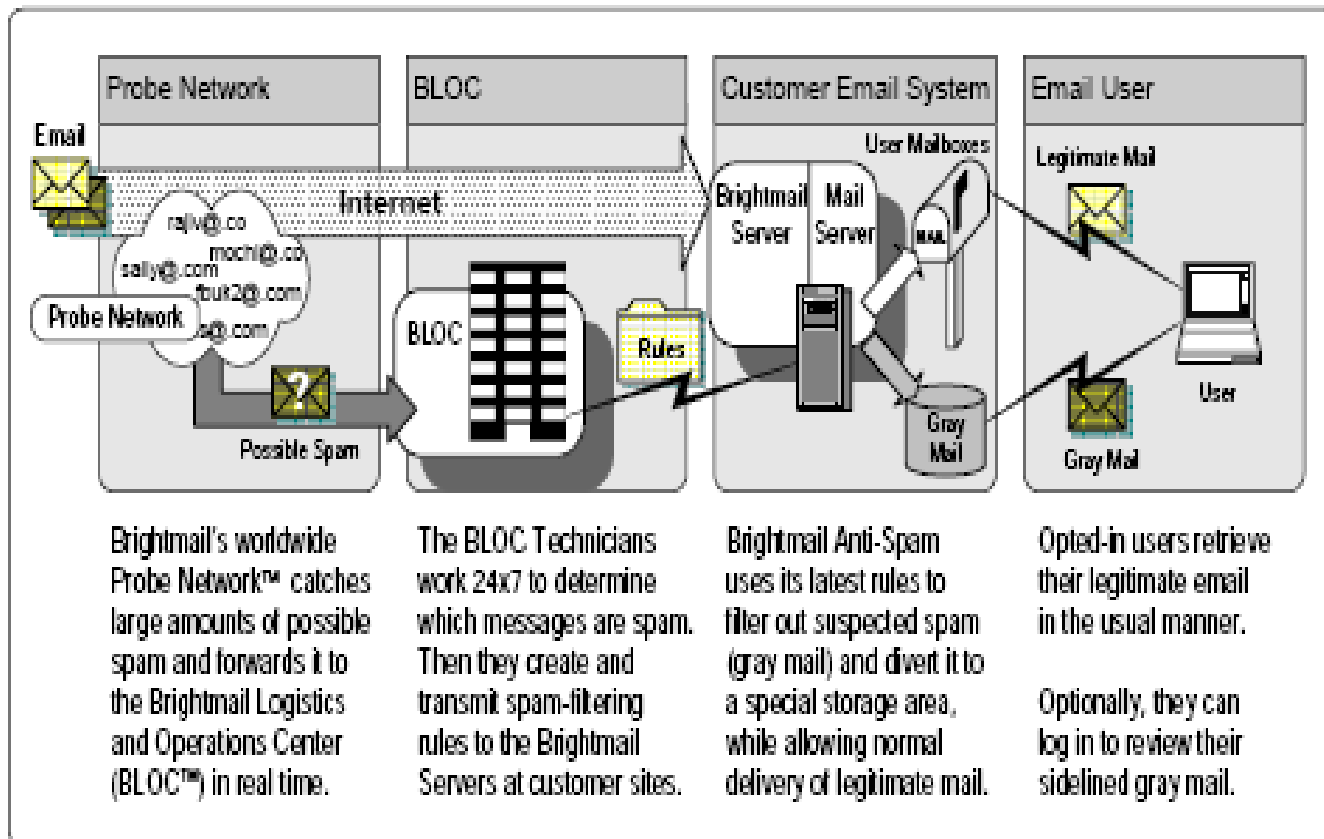 Probe Network
BLOC
Customer Email System
Email User
Email
User Mailboxes
Legitimate Mail
Internet
Brightmail
Server
Mail
Server
MAIL
rajiv@.co
mochi@.co
sally@.com
fbuk2@.com
s@.com
Probe Network
BLOC
Rules
?
Possible Spam
Gray
Mail
Gray Mail
User
Brightmail's worldwide
Probe Network™ catches
large amounts of possible
spam and forwards it to
the Brightmail Logistics
and Operations Center
(BLOC™) in real time.
The BLOC Technicians
work 24x7 to determine
which messages are spam.
Then they create and
transmit spam-filtering
rules to the Brightmail
Servers at customer sites.
Brightmail Anti-Spam
uses its latest rules to
filter out suspected spam
(gray mail) and divert it to
a special storage area,
while allowing normal
delivery of legitimate mail.
Opted-in users retrieve
their legitimate email
in the usual manner.
Optionally, they can
log in to review their
sidelined gray mail.